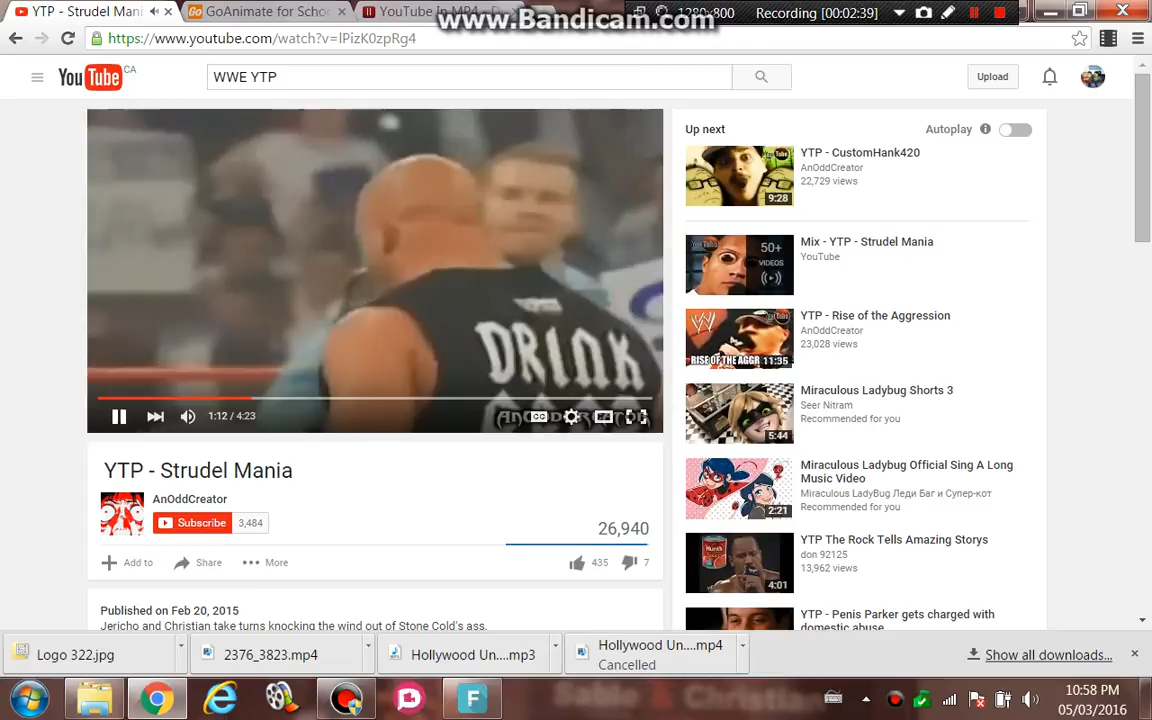 www.Bandicam.com
YTP - Strudel Mani
GoAnimate for Scho
YouTube In MP4 -
1280x800
Recording [00:02:39]
https://www.youtube.com/watch?v=lPizK0zpRg4
YouTube CA
WWE YTP
Upload
Up next
Autoplay
YTP - CustomHank420
AnOddCreator
22,729 views
9:28
Mix - YTP - Strudel Mania
YouTube
50+
VIDEOS
YTP - Rise of the Aggression
AnOddCreator
23,028 views
RISE OF THE AGGR
11:35
Miraculous Ladybug Shorts 3
Seer Nitram
Recommended for you
5:44
Miraculous Ladybug Official Sing A Long
Music Video
Miraculous LadyBug Леди Баг и Супер-кот
Recommended for you
2:21
YTP The Rock Tells Amazing Storys
don 92125
13,962 views
4:01
YTP - Penis Parker gets charged with
domestic abuse
DRINK
ANODDCREATOR
CC
1:12 / 4:23
YTP - Strudel Mania
AnOddCreator
Subscribe
3,484
26,940
Add to
Share
More
435
7
Published on Feb 20, 2015
Jericho and Christian take turns knocking the wind out of Stone Cold's ass.
Logo 322.jpg
2376_3823.mp4
Hollywood Un....mp3
Hollywood Un....mp4
Cancelled
Show all downloads...
10:58 PM
05/03/2016